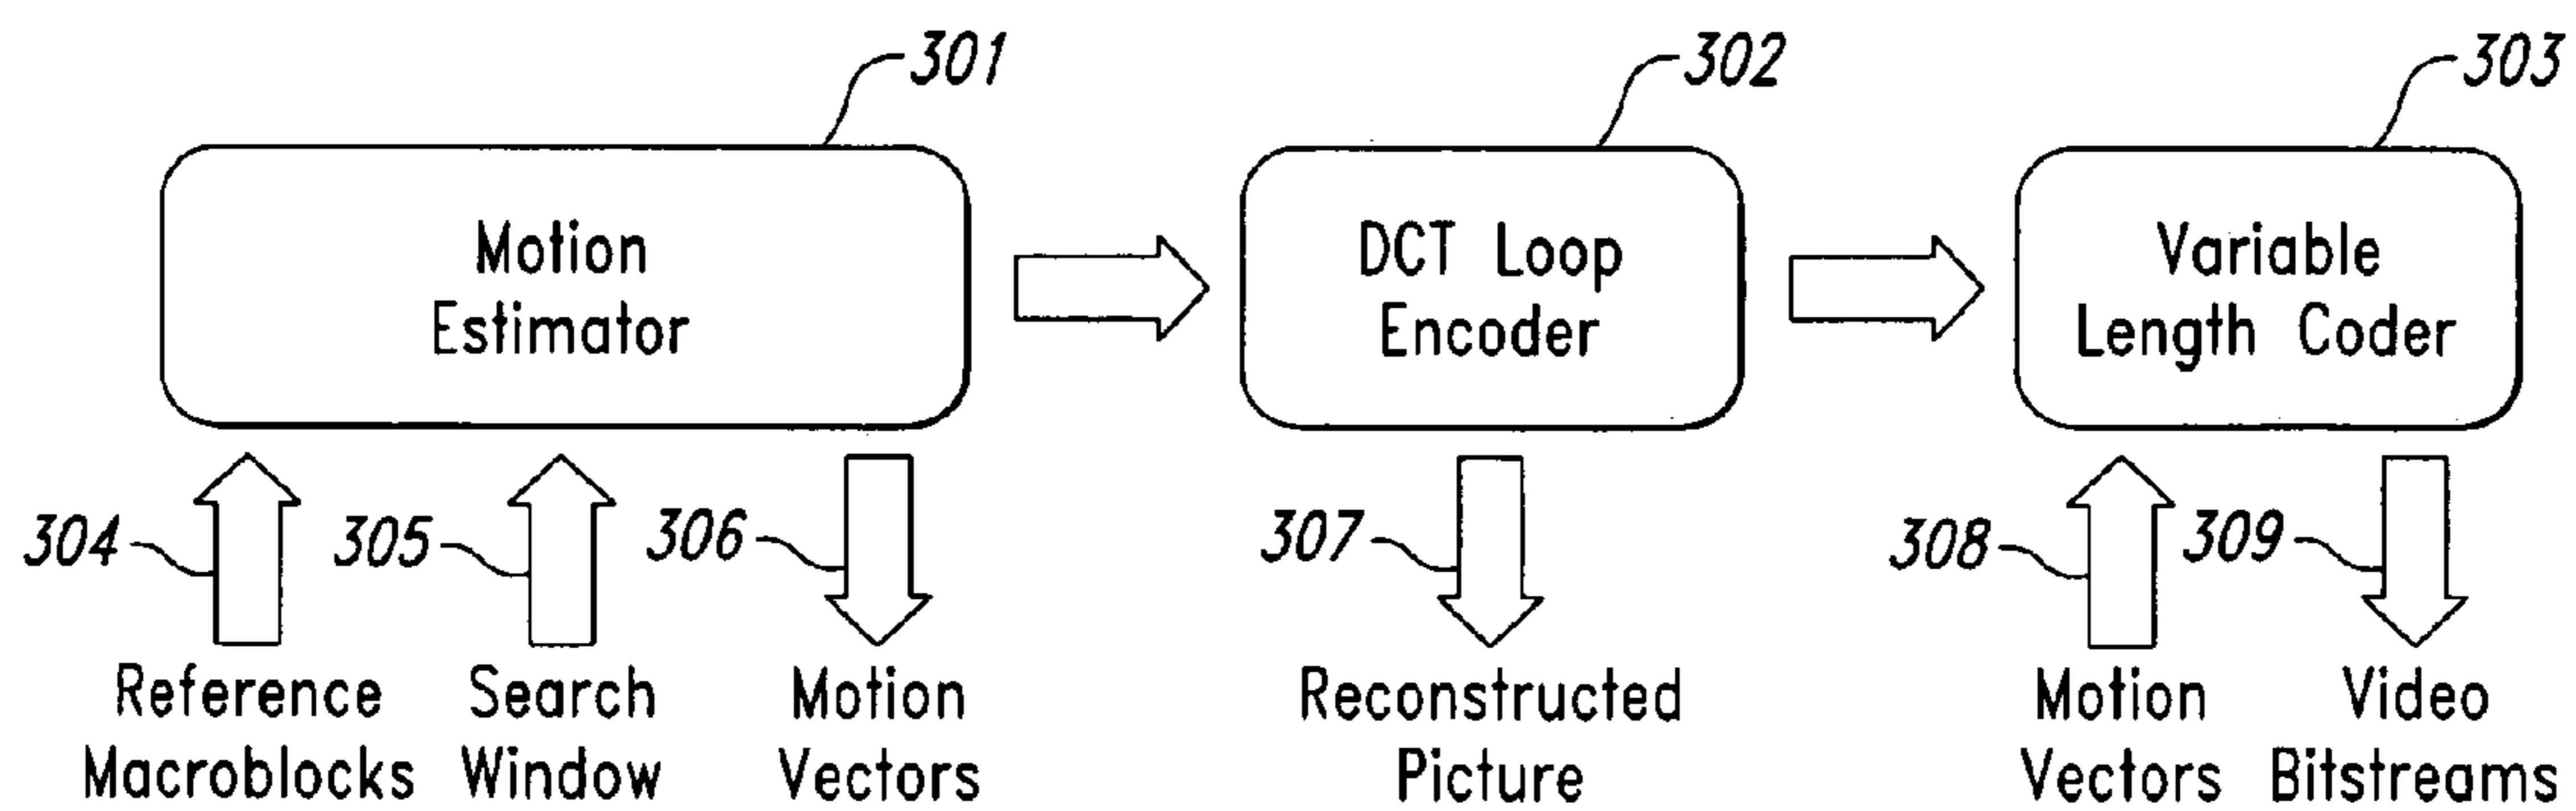 301
302
303
Motion
Estimator
DCT Loop
Encoder
Variable
Length Coder
304
305
306
307
308
309
Reference
Macroblocks
Search
Window
Motion
Vectors
Reconstructed
Picture
Motion
Vectors
Video
Bitstreams